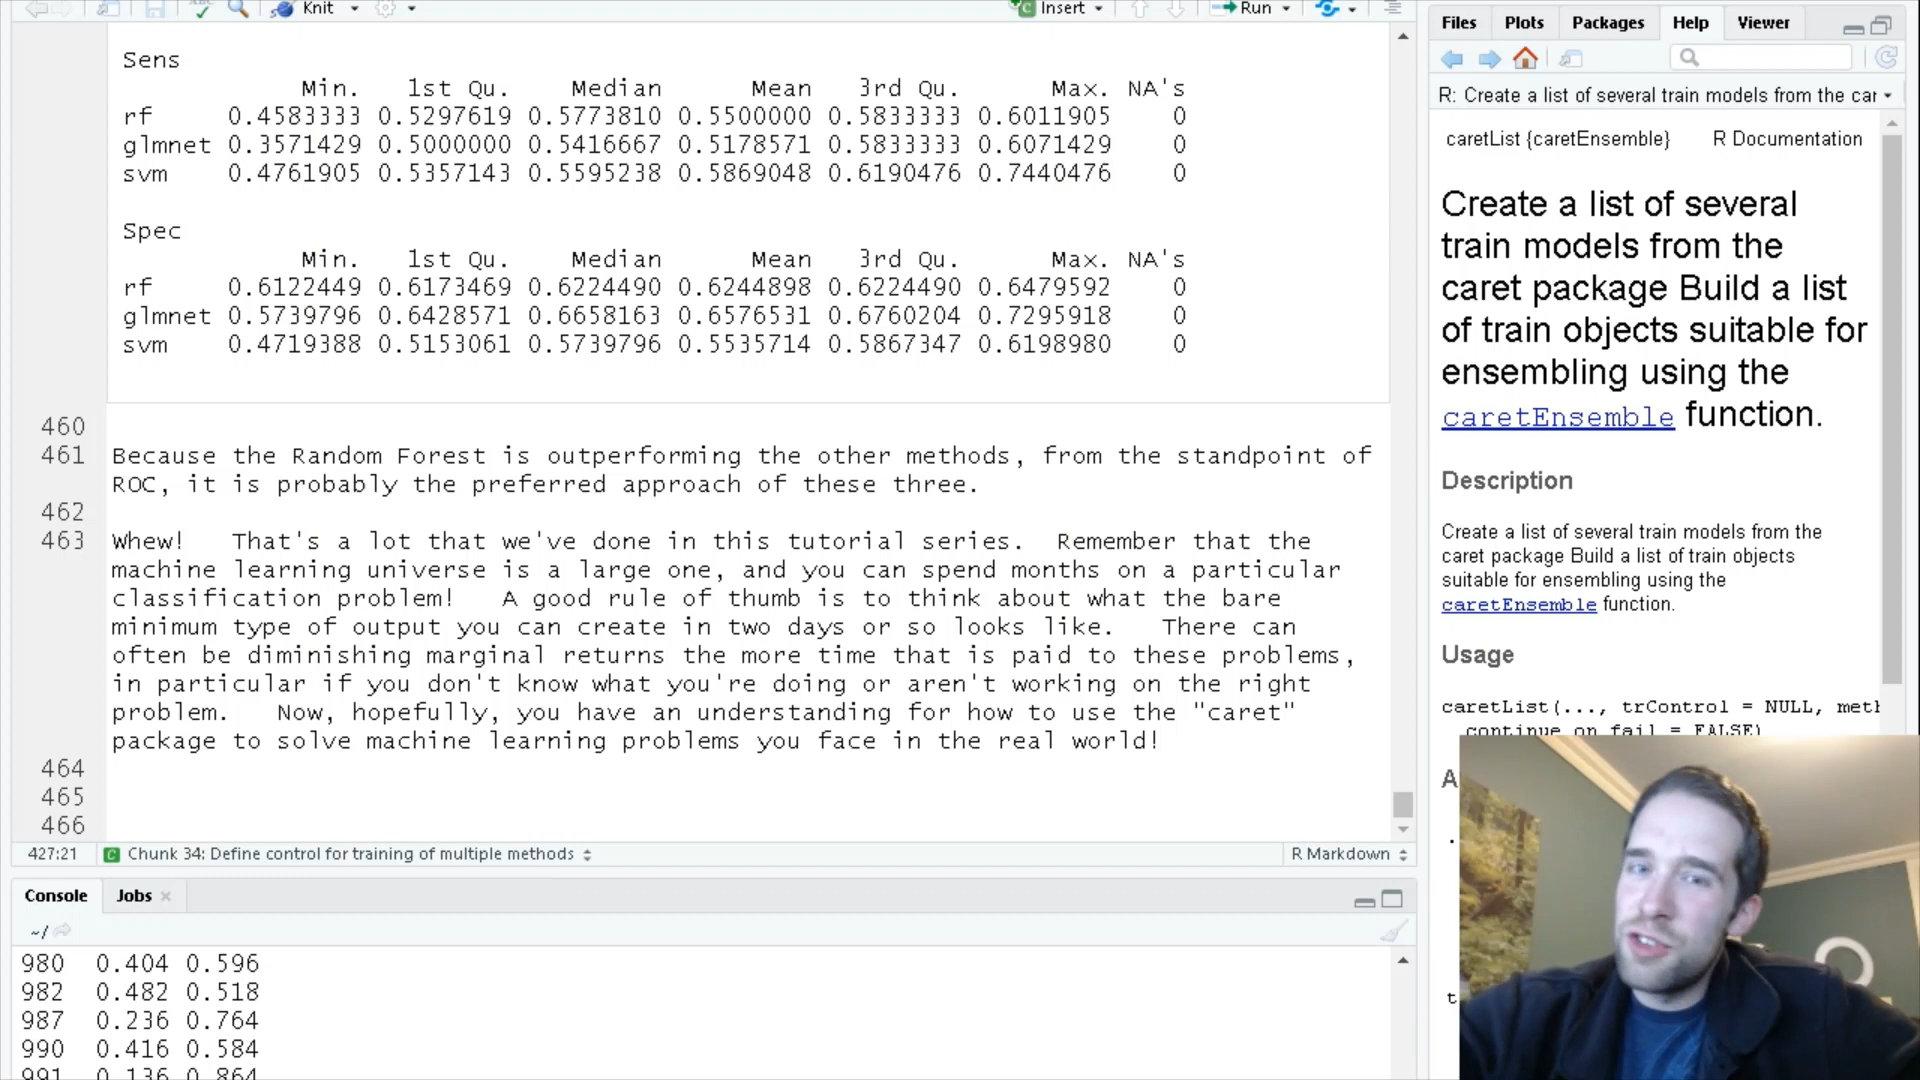 Knit
Insert
Run
Sens
Min. 1st Qu. Median Mean 3rd Qu. Max. NA's
rf 0.4583333 0.5297619 0.5773810 0.5500000 0.5833333 0.6011905 0
glmnet 0.3571429 0.5000000 0.5416667 0.5178571 0.5833333 0.6071429 0
svm 0.4761905 0.5357143 0.5595238 0.5869048 0.6190476 0.7440476 0
Spec
Min. 1st Qu. Median Mean 3rd Qu. Max. NA's
rf 0.6122449 0.6173469 0.6224490 0.6244898 0.6224490 0.6479592 0
glmnet 0.5739796 0.6428571 0.6658163 0.6576531 0.6760204 0.7295918 0
svm 0.4719388 0.5153061 0.5739796 0.5535714 0.5867347 0.6198980 0
460
461 Because the Random Forest is outperforming the other methods, from the standpoint of
ROC, it is probably the preferred approach of these three.
462
463 Whew! That's a lot that we've done in this tutorial series. Remember that the
machine learning universe is a large one, and you can spend months on a particular
classification problem! A good rule of thumb is to think about what the bare
minimum type of output you can create in two days or so looks like. There can
often be diminishing marginal returns the more time that is paid to these problems,
in particular if you don't know what you're doing or aren't working on the right
problem. Now, hopefully, you have an understanding for how to use the "caret"
package to solve machine learning problems you face in the real world!
464
465
466
427:21 Chunk 34: Define control for training of multiple methods R Markdown
Console Jobs
~/
980 0.404 0.596
982 0.482 0.518
987 0.236 0.764
990 0.416 0.584
991 0.136 0.864
Files Plots Packages Help Viewer
R: Create a list of several train models from the car
caretList {caretEnsemble} R Documentation
Create a list of several
train models from the
caret package Build a list
of train objects suitable for
ensembling using the
caretEnsemble function.
Description
Create a list of several train models from the
caret package Build a list of train objects
suitable for ensembling using the
caretEnsemble function.
Usage
caretList(..., trControl = NULL, meth
continue_on_fail = FALSE)
A
t